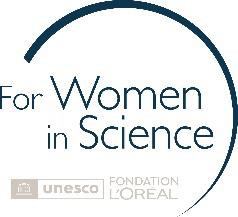 For Women
in Science
unesco
FONDATION
L'ORÉAL